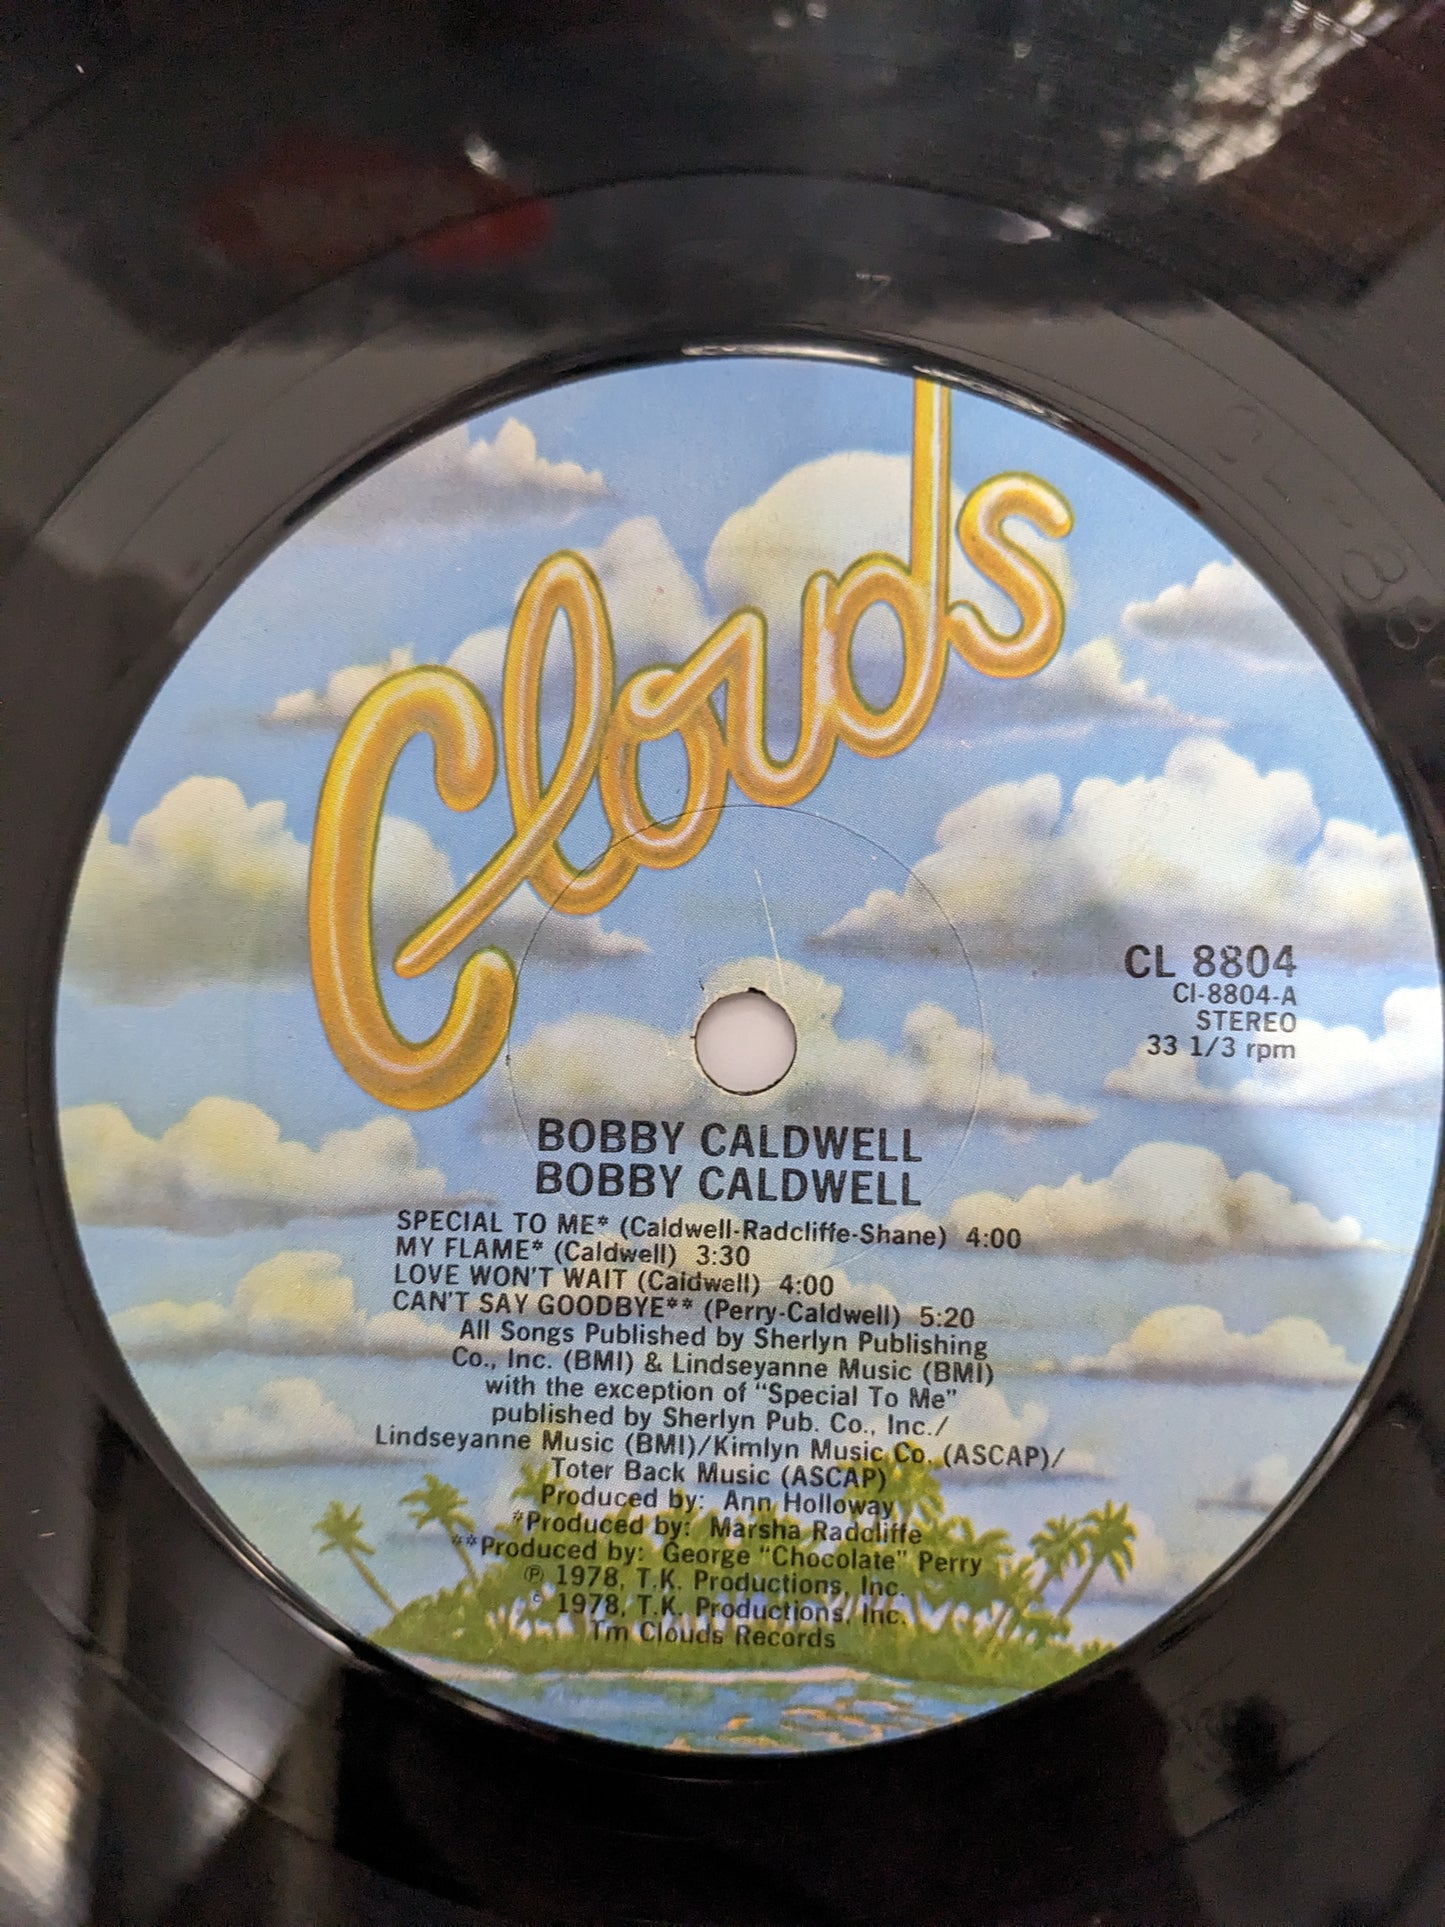 Clouds
CL 8804
Cl-8804-A
STEREO
33 1/3 rpm
BOBBY CALDWELL
BOBBY CALDWELL
SPECIAL TO ME* (Caldwell-Radcliffe-Shane) 4:00
MY FLAME* (Caldwell) 3:30
LOVE WON'T WAIT (Caldwell) 4:00
CAN'T SAY GOODBYE** (Perry-Caldwell) 5:20
All Songs Published by Sherlyn Publishing
Co., Inc. (BMI) & Lindseyanne Music (BMI)
with the exception of "Special To Me"
published by Sherlyn Pub. Co., Inc./
Lindseyanne Music (BMI)/Kimlyn Music Co. (ASCAP)/
Toter Back Music (ASCAP)
Produced by: Ann Holloway
*Produced by: Marsha Radcliffe
**Produced by: George "Chocolate" Perry
℗ 1978, T.K. Productions, Inc.
© 1978, T.K. Productions, Inc.
Tm Clouds Records